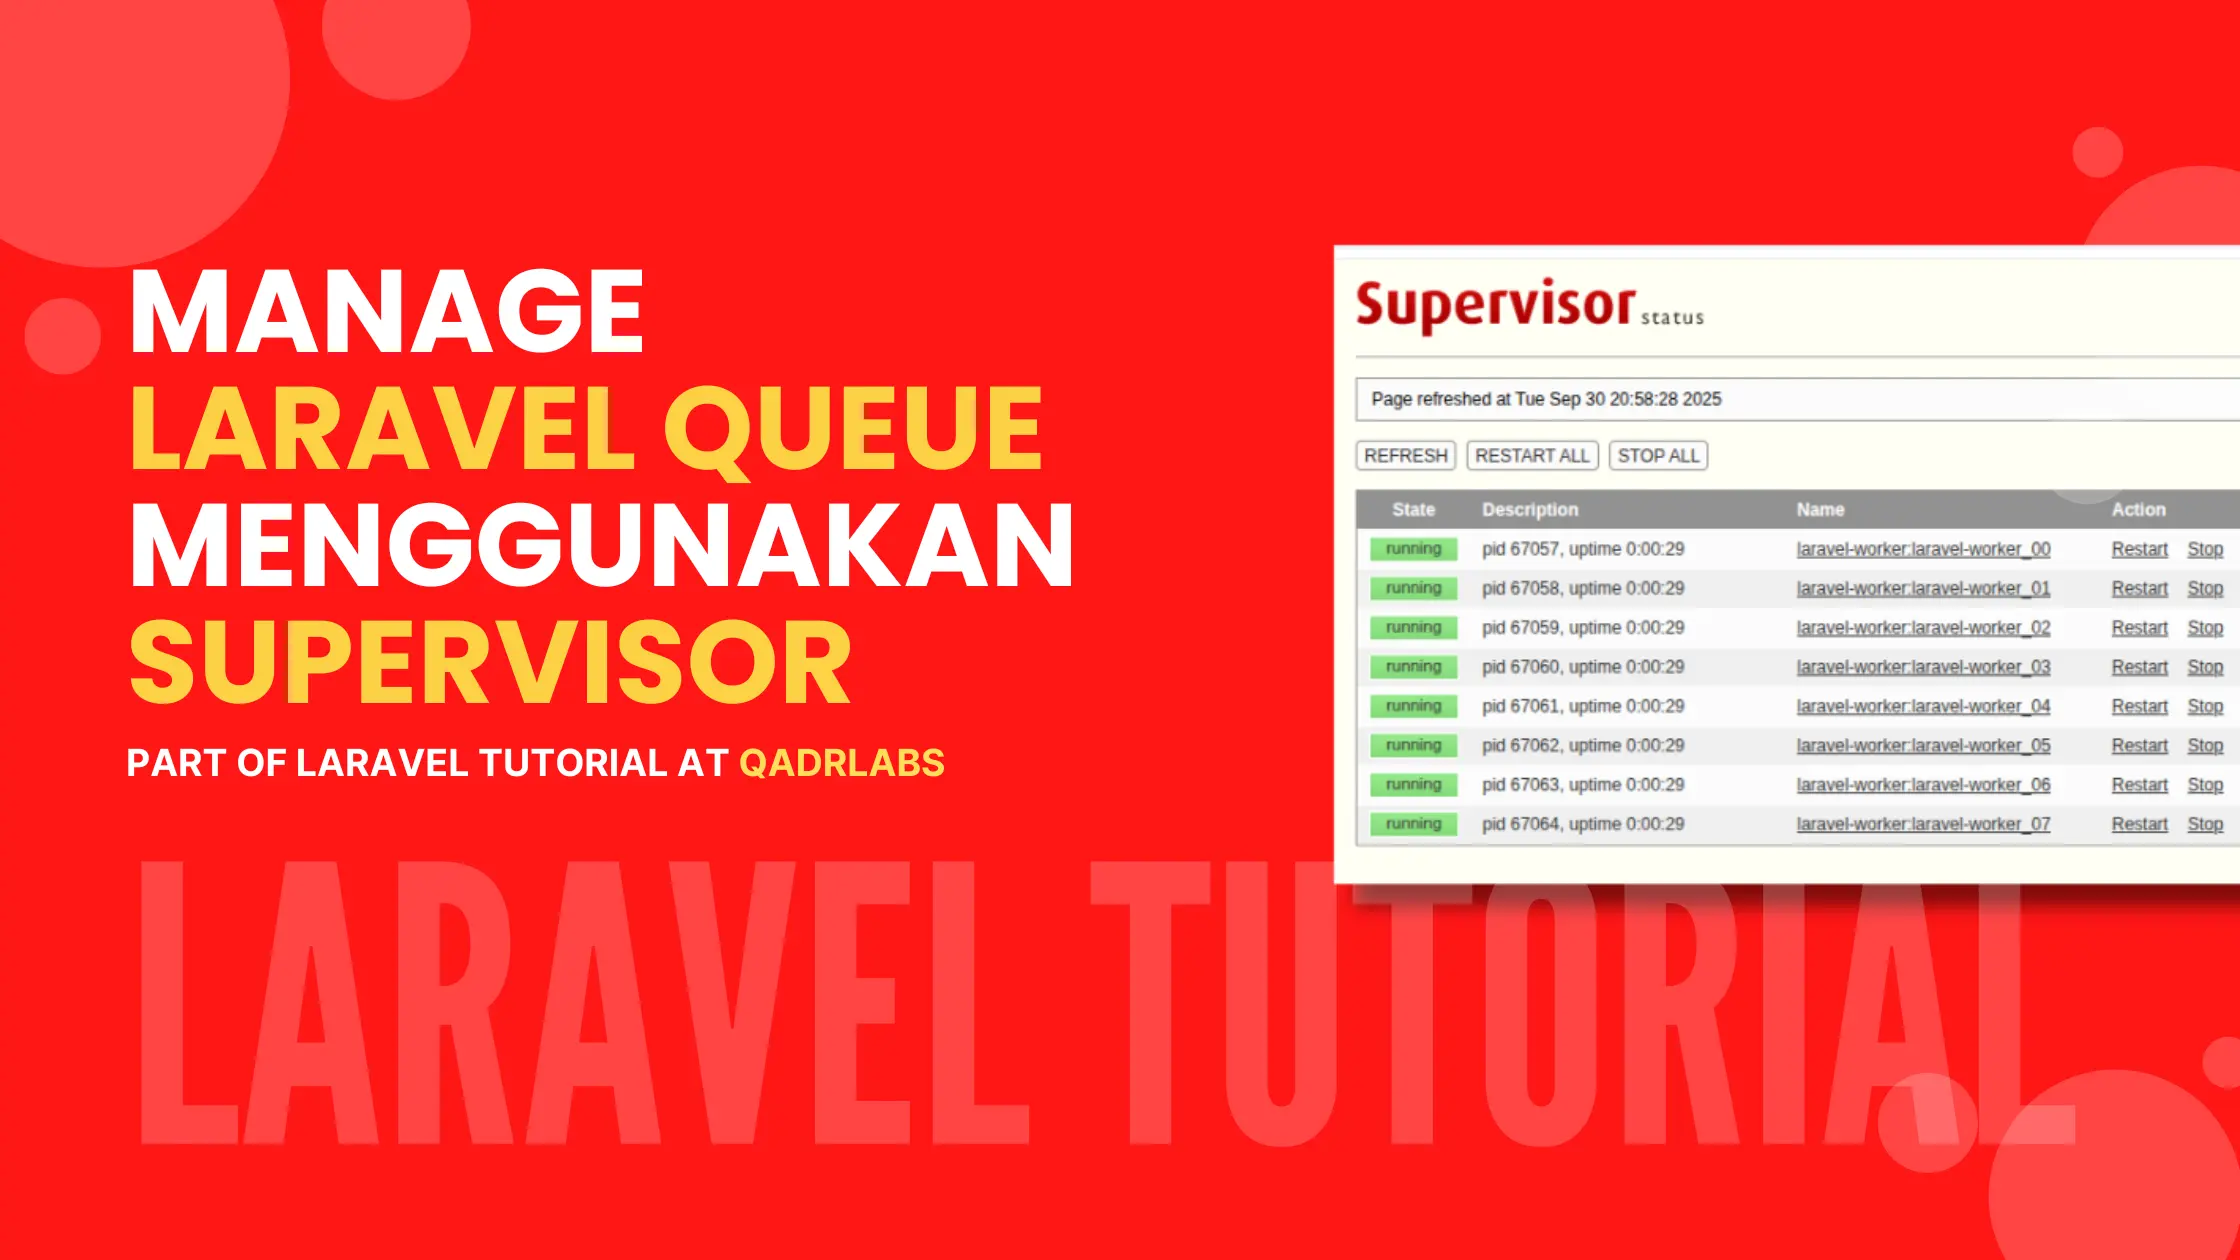 MANAGE
LARAVEL QUEUE
MENGGUNAKAN
SUPERVISOR
PART OF LARAVEL TUTORIAL AT QADRLABS
Supervisor status
Page refreshed at Tue Sep 30 20:58:28 2025
REFRESH RESTART ALL STOP ALL
State Description Name Action
running pid 67057, uptime 0:00:29 laravel-worker:laravel-worker_00 Restart Stop
running pid 67058, uptime 0:00:29 laravel-worker:laravel-worker_01 Restart Stop
running pid 67059, uptime 0:00:29 laravel-worker:laravel-worker_02 Restart Stop
running pid 67060, uptime 0:00:29 laravel-worker:laravel-worker_03 Restart Stop
running pid 67061, uptime 0:00:29 laravel-worker:laravel-worker_04 Restart Stop
running pid 67062, uptime 0:00:29 laravel-worker:laravel-worker_05 Restart Stop
running pid 67063, uptime 0:00:29 laravel-worker:laravel-worker_06 Restart Stop
running pid 67064, uptime 0:00:29 laravel-worker:laravel-worker_07 Restart Stop
LARAVEL TUTORIAL